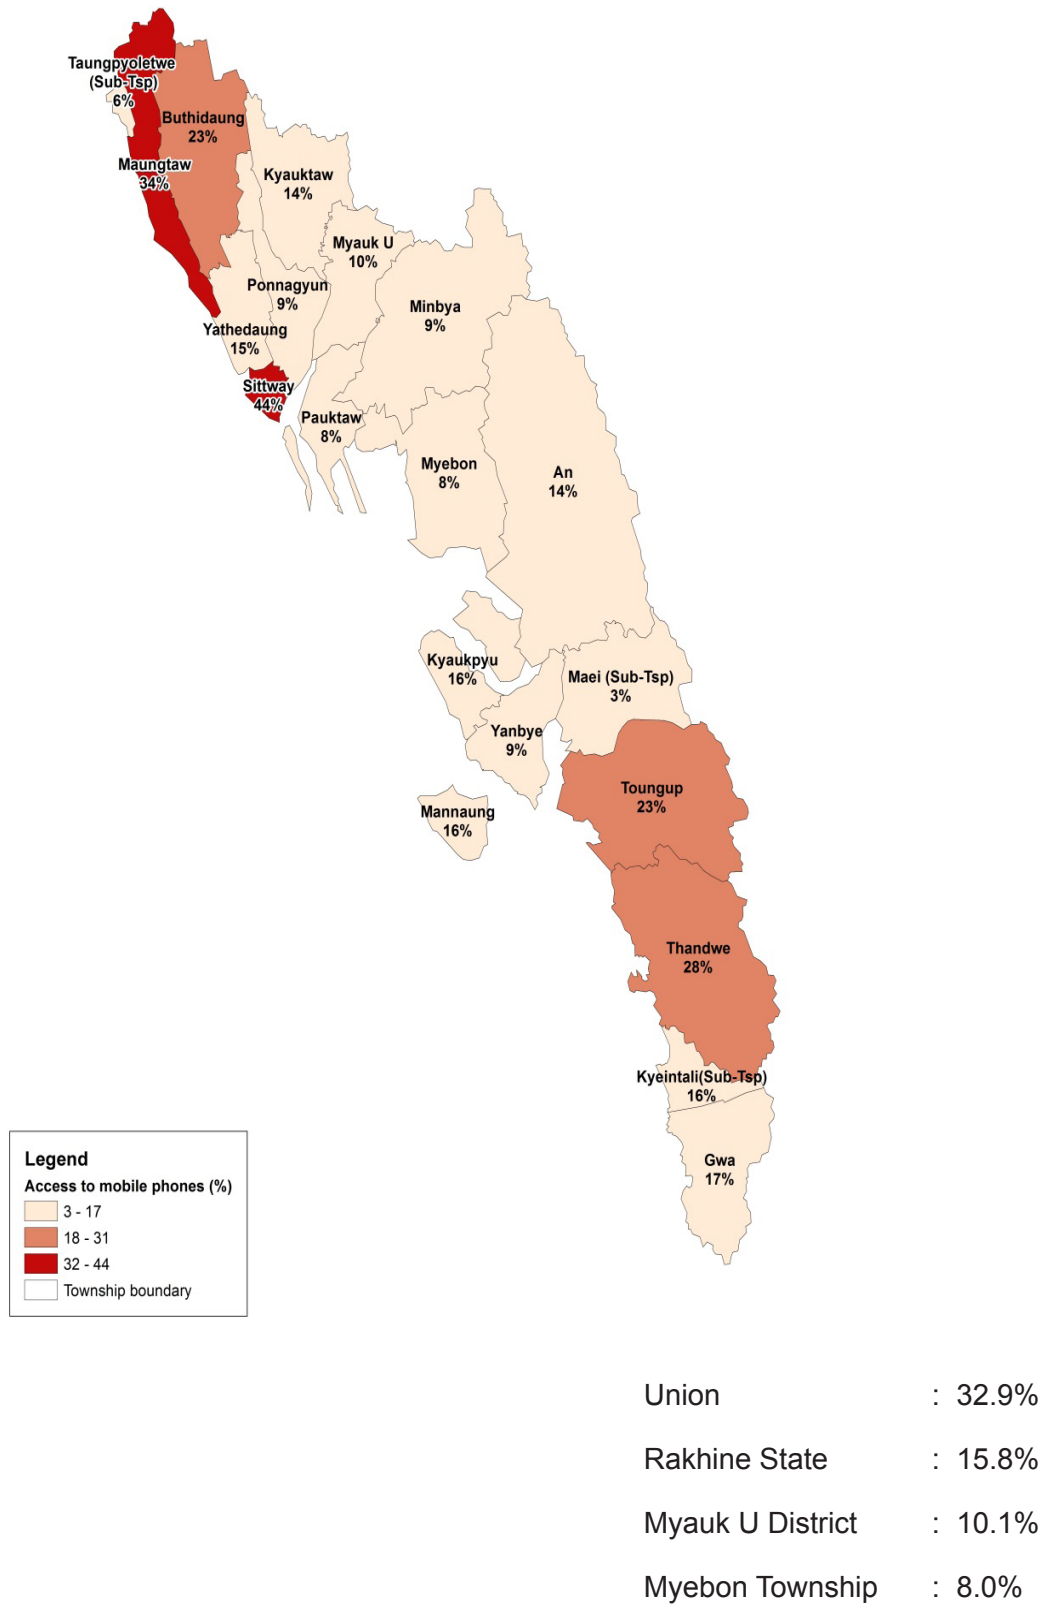 Taungpyoletwe
(Sub-Tsp)
6%
Buthidaung
23%
Maungtaw
34%
Kyauktaw
14%
Myauk U
10%
Ponnagyun
9%
Minbya
9%
Yathedaung
15%
Sittway
44%
Pauktaw
8%
Myebon
8%
An
14%
Kyaukpyu
16%
Maei (Sub-Tsp)
3%
Yanbye
9%
Toungup
23%
Mannaung
16%
Thandwe
28%
Kyeintali(Sub-Tsp)
16%
Gwa
17%
Legend
Access to mobile phones (%)
3 - 17
18 - 31
32 - 44
Township boundary
Union : 32.9%
Rakhine State : 15.8%
Myauk U District : 10.1%
Myebon Township : 8.0%